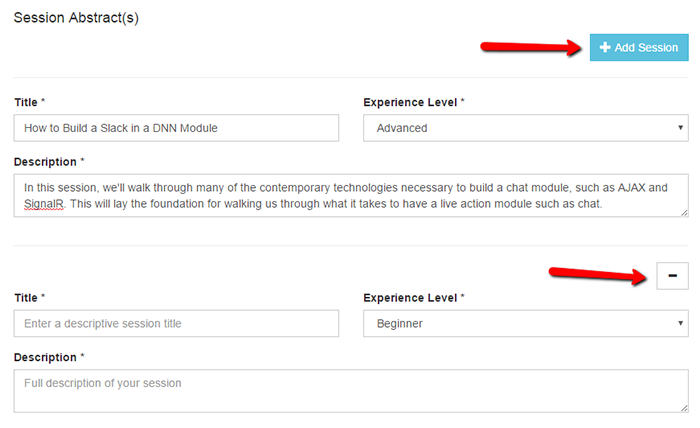 Session Abstract(s)
+ Add Session
Title * Experience Level *
How to Build a Slack in a DNN Module Advanced
Description *
In this session, we'll walk through many of the contemporary technologies necessary to build a chat module, such as AJAX and
SignalR. This will lay the foundation for walking us through what it takes to have a live action module such as chat.
-
Title * Experience Level *
Enter a descriptive session title Beginner
Description *
Full description of your session